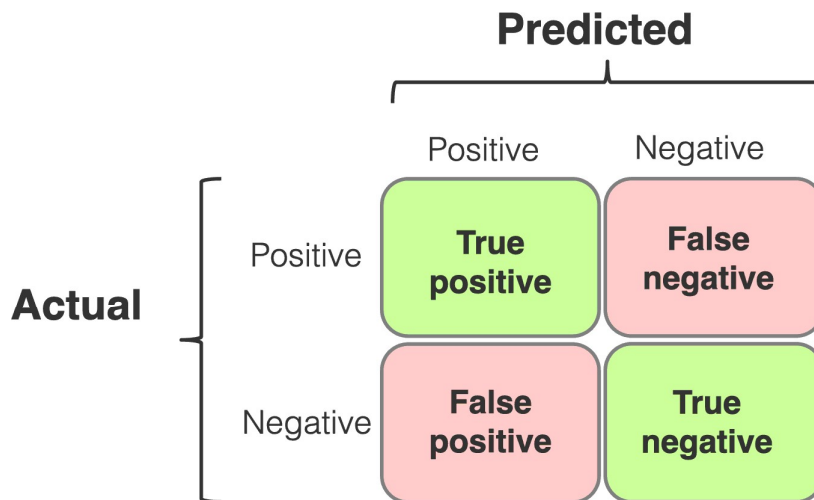 Predicted
Positive Negative
Positive
True
positive
False
negative
Actual
Negative
False
positive
True
negative